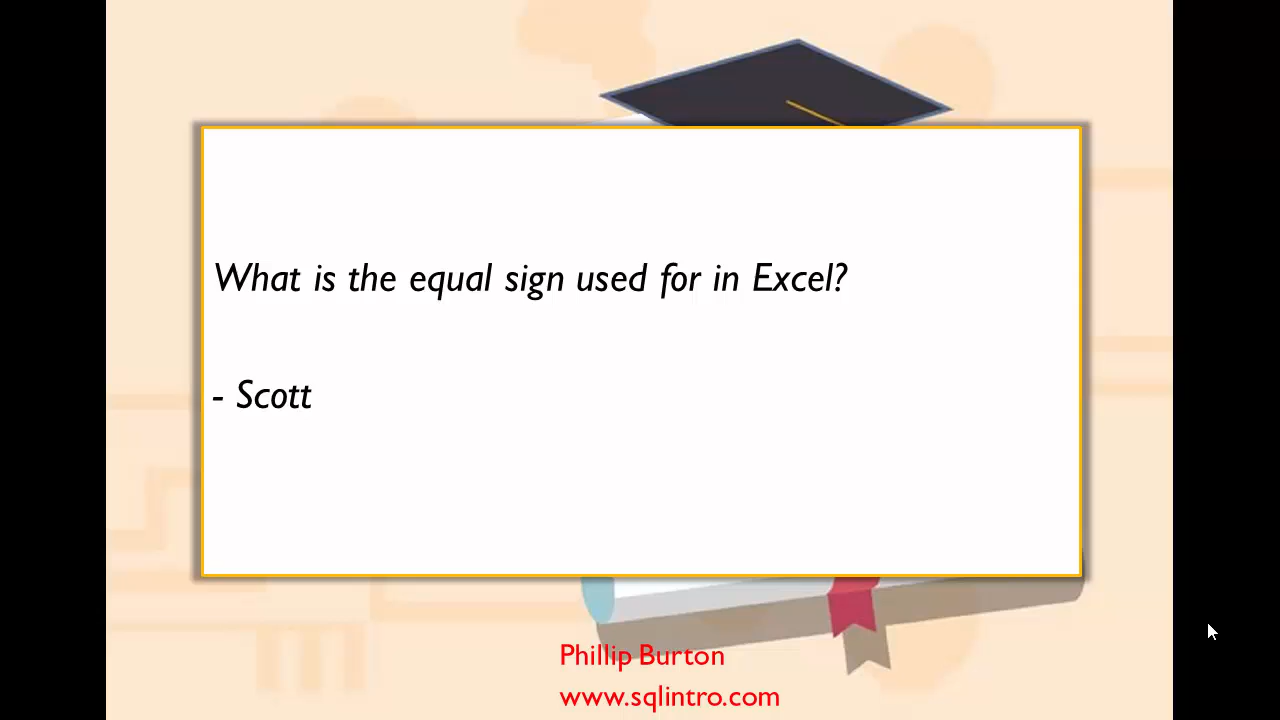 What is the equal sign used for in Excel?
- Scott
Phillip Burton
www.sqlintro.com